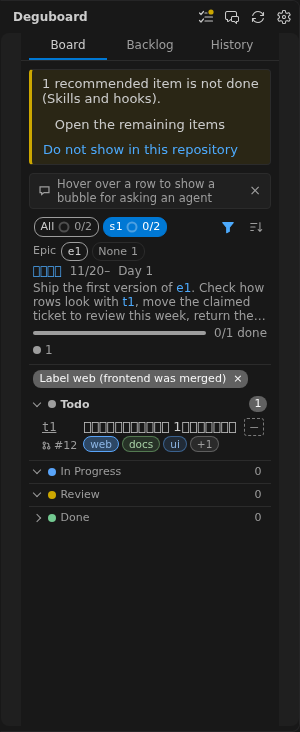 Deguboard
Board Backlog History
1 recommended item is not done
(Skills and hooks).
Open the remaining items
Do not show in this repository
Hover over a row to show a
bubble for asking an agent
All 0/2 s1 0/2
Epic e1 None 1
11/20– Day 1
Ship the first version of e1. Check how
rows look with t1, move the claimed
ticket to review this week, return the…
0/1 done
1
Label web (frontend was merged) ×
Todo 1
t1 1
#12 web docs ui +1
In Progress 0
Review 0
Done 0